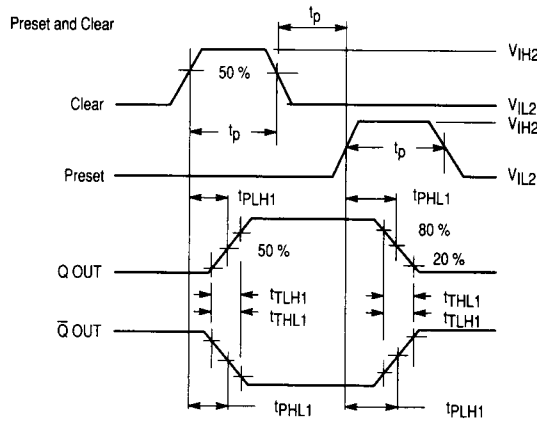 Preset and Clear
tp
VIH2
50 %
Clear
VIL2
tp
VIH2
tp
Preset
VIL2
tPLH1
tPHL1
80 %
50 %
20 %
Q OUT
tTLH1
tTHL1
tTHL1
tTLH1
Q̅ OUT
tPHL1
tPLH1